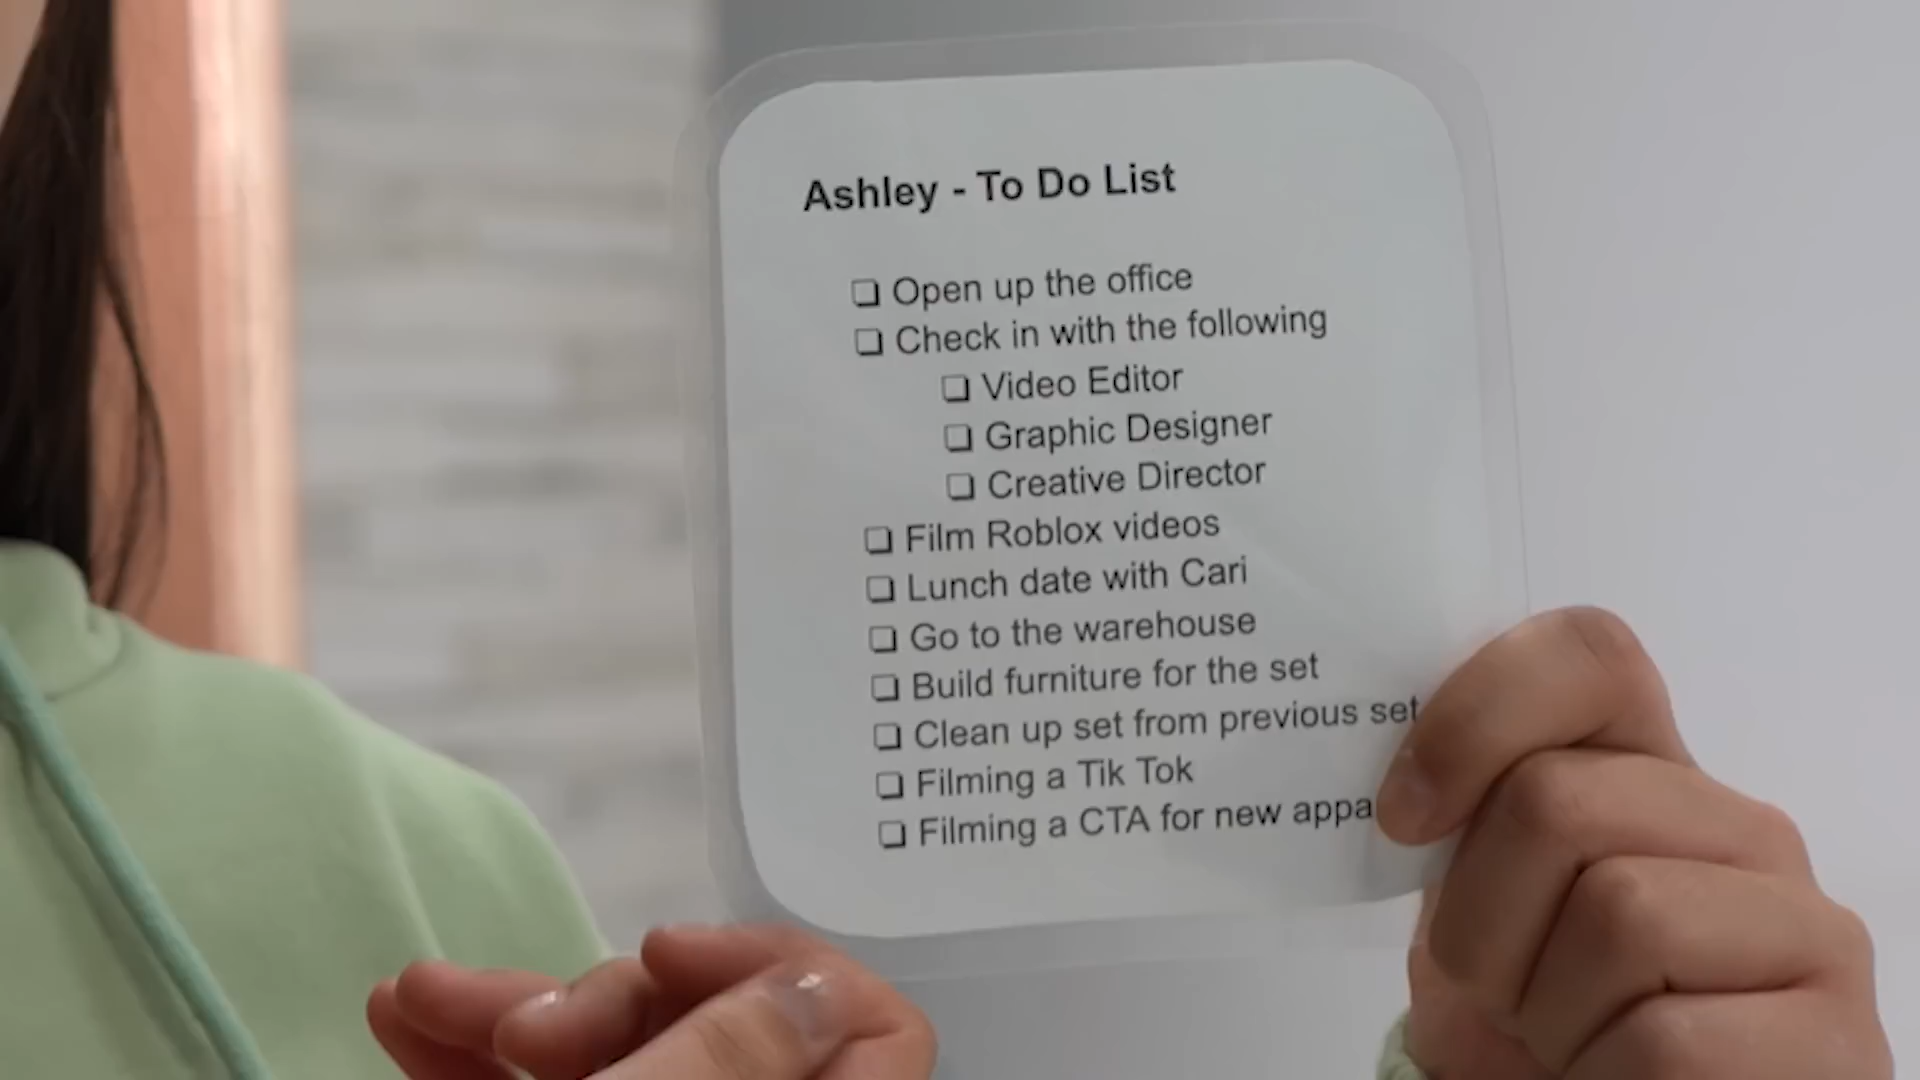 Ashley - To Do List
❏ Open up the office
❏ Check in with the following
❏ Video Editor
❏ Graphic Designer
❏ Creative Director
❏ Film Roblox videos
❏ Lunch date with Cari
❏ Go to the warehouse
❏ Build furniture for the set
❏ Clean up set from previous set
❏ Filming a Tik Tok
❏ Filming a CTA for new appa